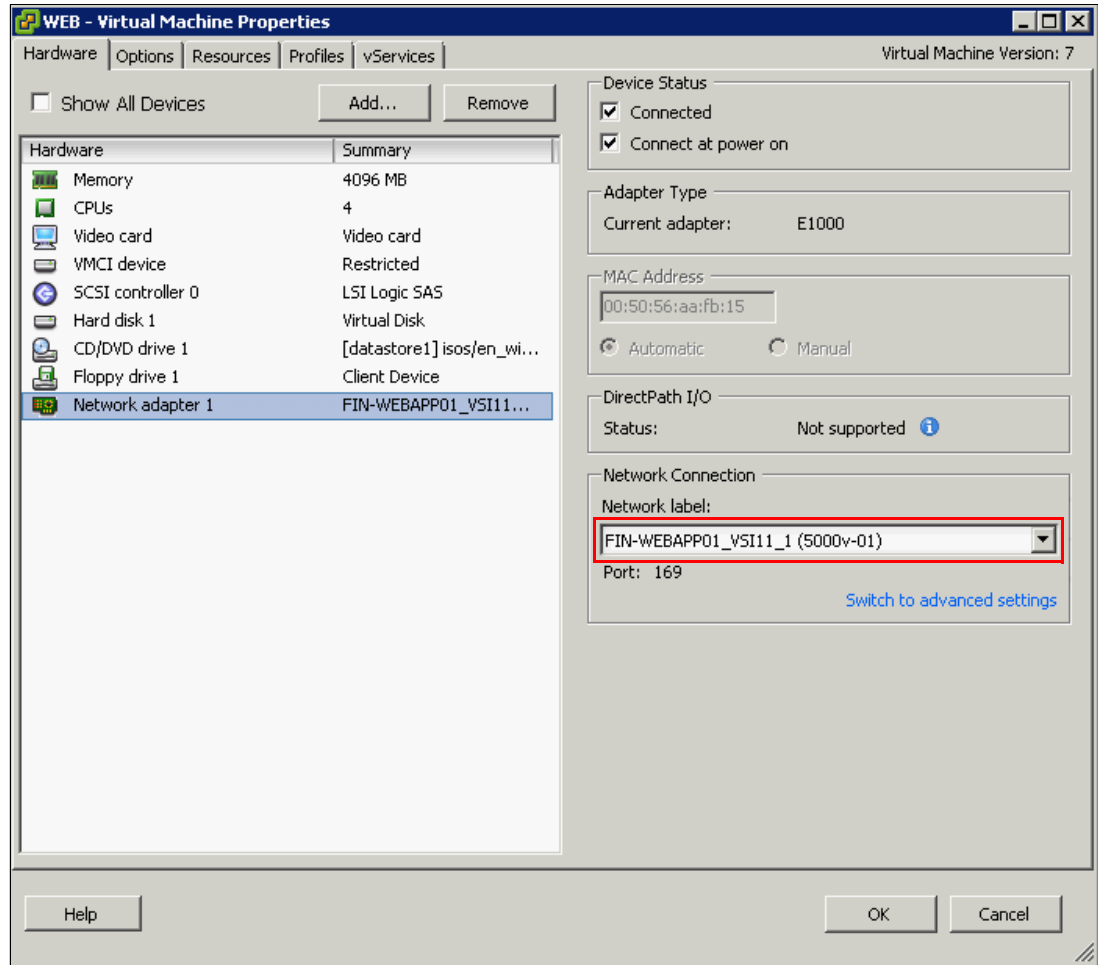 WEB - Virtual Machine Properties
Hardware Options Resources Profiles vServices Virtual Machine Version: 7
Show All Devices Add... Remove
Hardware Summary
Memory 4096 MB
CPUs 4
Video card Video card
VMCI device Restricted
SCSI controller 0 LSI Logic SAS
Hard disk 1 Virtual Disk
CD/DVD drive 1 [datastore1] isos/en_wi...
Floppy drive 1 Client Device
Network adapter 1 FIN-WEBAPP01_VSI11...
Device Status
Connected
Connect at power on
Adapter Type
Current adapter: E1000
MAC Address
00:50:56:aa:fb:15
Automatic Manual
DirectPath I/O
Status: Not supported
Network Connection
Network label:
FIN-WEBAPP01_VSI11_1 (5000v-01)
Port: 169
Switch to advanced settings
Help OK Cancel